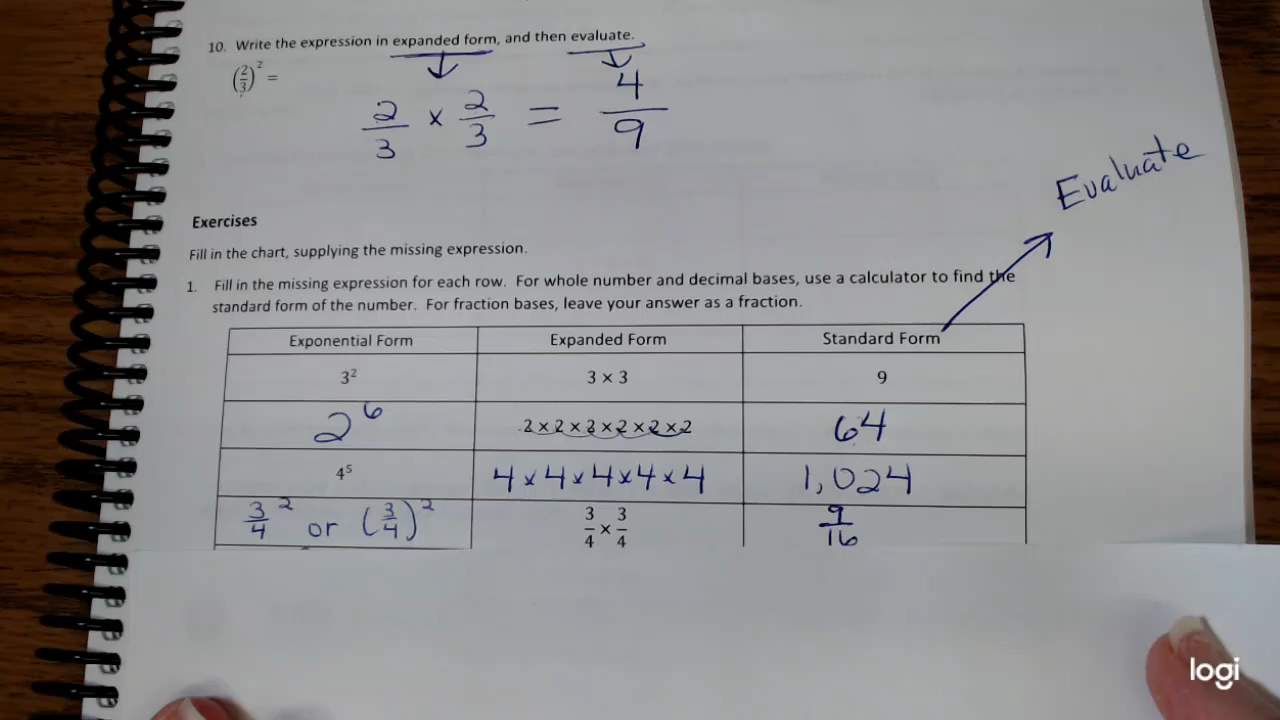 10. Write the expression in expanded form, and then evaluate.
(2/3)² =
2/3 × 2/3 = 4/9
Evaluate
Exercises
Fill in the chart, supplying the missing expression.
1. Fill in the missing expression for each row. For whole number and decimal bases, use a calculator to find the
standard form of the number. For fraction bases, leave your answer as a fraction.
Exponential Form Expanded Form Standard Form
3² 3 × 3 9
2⁶ 2 × 2 × 2 × 2 × 2 × 2 64
4⁵ 4 × 4 × 4 × 4 × 4 1,024
3/4² or (3/4)² 3/4 × 3/4 9/16
logi